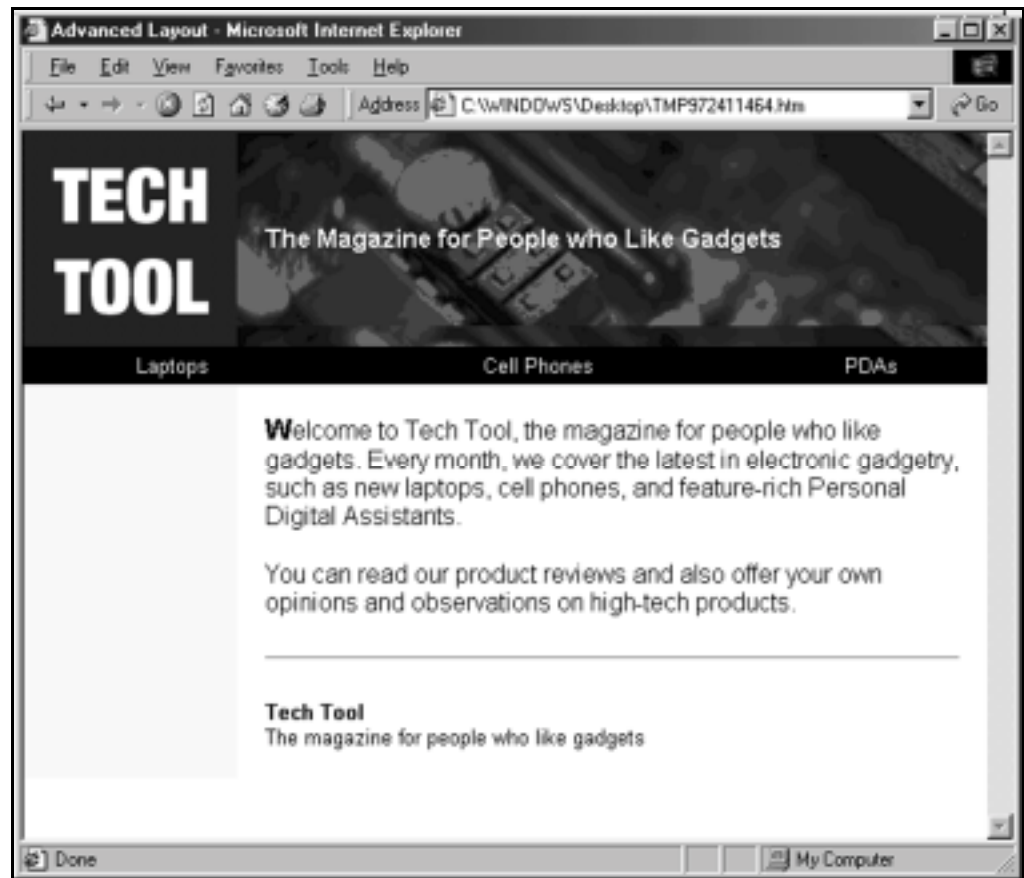 Advanced Layout - Microsoft Internet Explorer
File Edit View Favorites Tools Help
Address C:\WINDOWS\Desktop\TMP972411464.htm Go
TECH
TOOL
The Magazine for People who Like Gadgets
Laptops Cell Phones PDAs
Welcome to Tech Tool, the magazine for people who like
gadgets. Every month, we cover the latest in electronic gadgetry,
such as new laptops, cell phones, and feature-rich Personal
Digital Assistants.
You can read our product reviews and also offer your own
opinions and observations on high-tech products.
Tech Tool
The magazine for people who like gadgets
Done My Computer